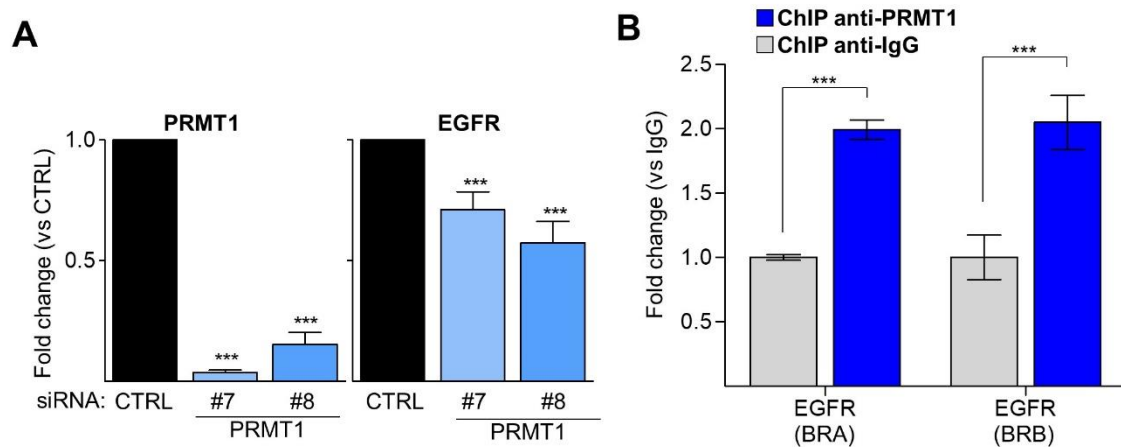 A
PRMT1
EGFR
Fold change (vs CTRL)
1.0
0.5
***
***
***
***
siRNA: CTRL #7 #8 CTRL #7 #8
PRMT1 PRMT1
B
ChIP anti-PRMT1
ChIP anti-IgG
Fold change (vs IgG)
2.5
2.0
1.5
1.0
0.5
***
***
EGFR
(BRA)
EGFR
(BRB)